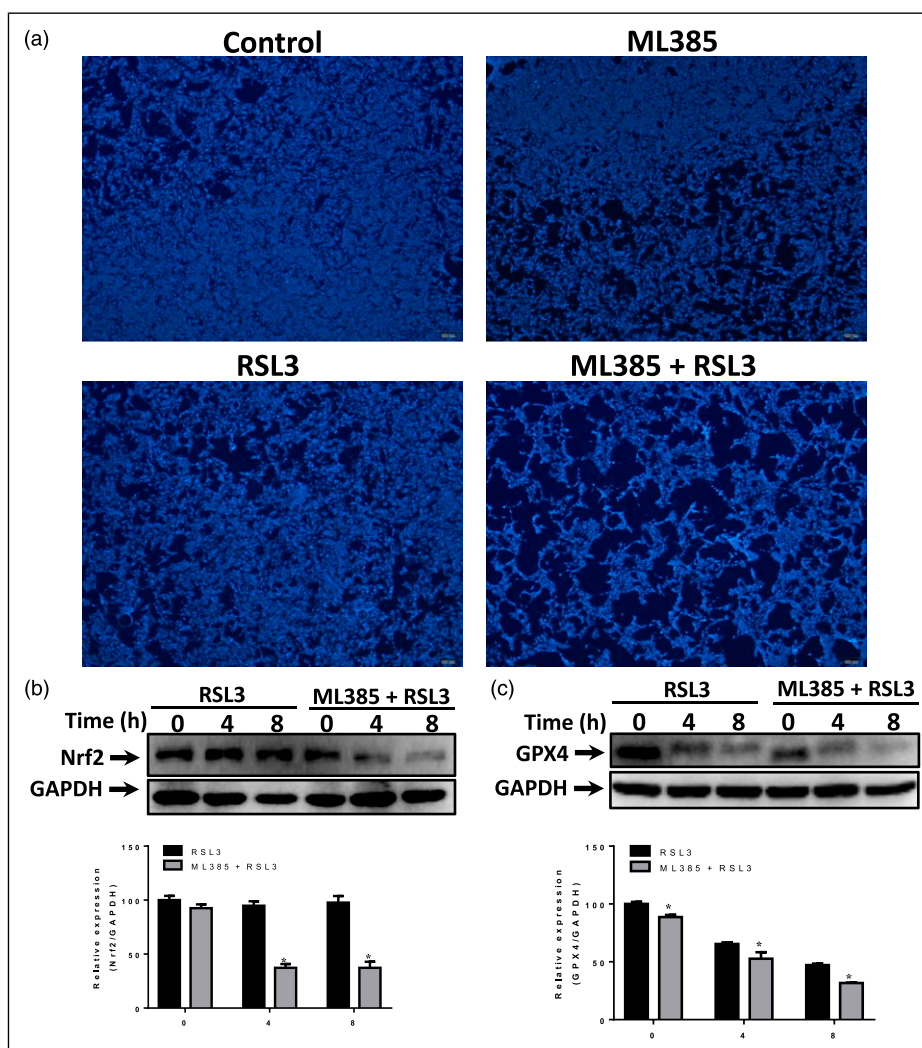 (a)
Control
ML385
RSL3
ML385 + RSL3
(b)
RSL3
ML385 + RSL3
Time (h)
0 4 8 0 4 8
Nrf2
GAPDH
150
100
50
0
Relative expression
(Nrf2/GAPDH)
RSL3
ML385 + RSL3
* *
0 4 8
(c)
RSL3
ML385 + RSL3
Time (h)
0 4 8 0 4 8
GPX4
GAPDH
150
100
50
0
Relative expression
(GPX4/GAPDH)
RSL3
ML385 + RSL3
* * *
0 4 8